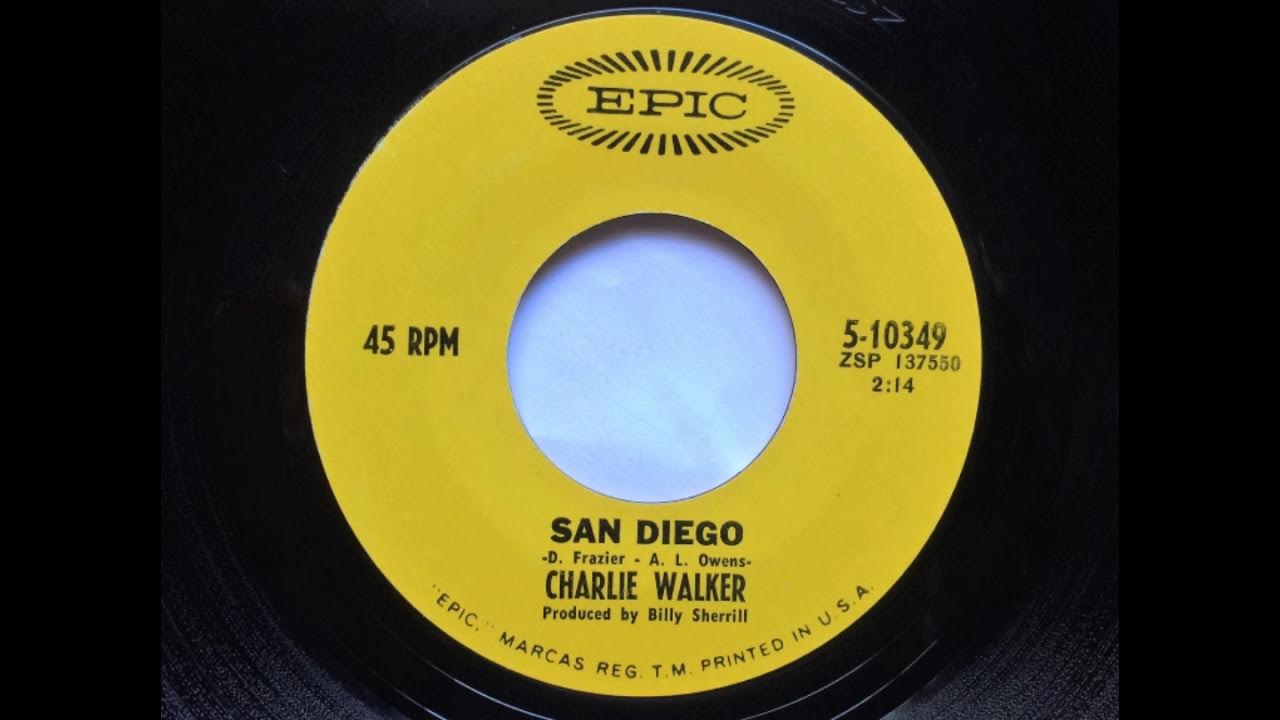 EPIC
45 RPM
5-10349
ZSP 137550
2:14
SAN DIEGO
-D. Frazier - A. L. Owens-
CHARLIE WALKER
Produced by Billy Sherrill
"EPIC," MARCAS REG. T.M. PRINTED IN U.S.A.